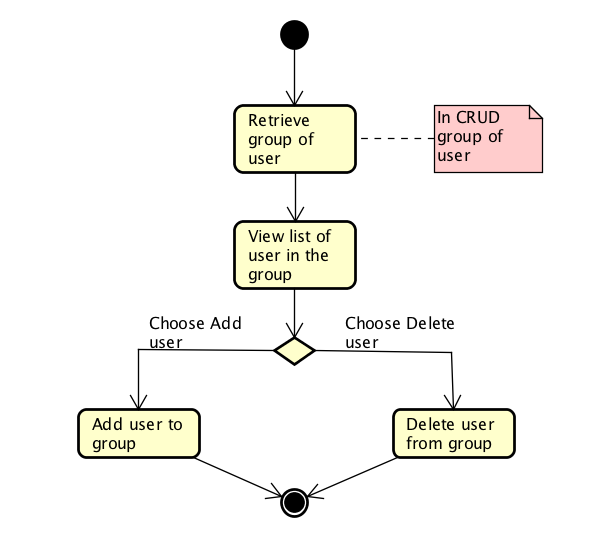 Retrieve
group of
user
In CRUD
group of
user
View list of
user in the
group
Choose Add
user
Choose Delete
user
Add user to
group
Delete user
from group